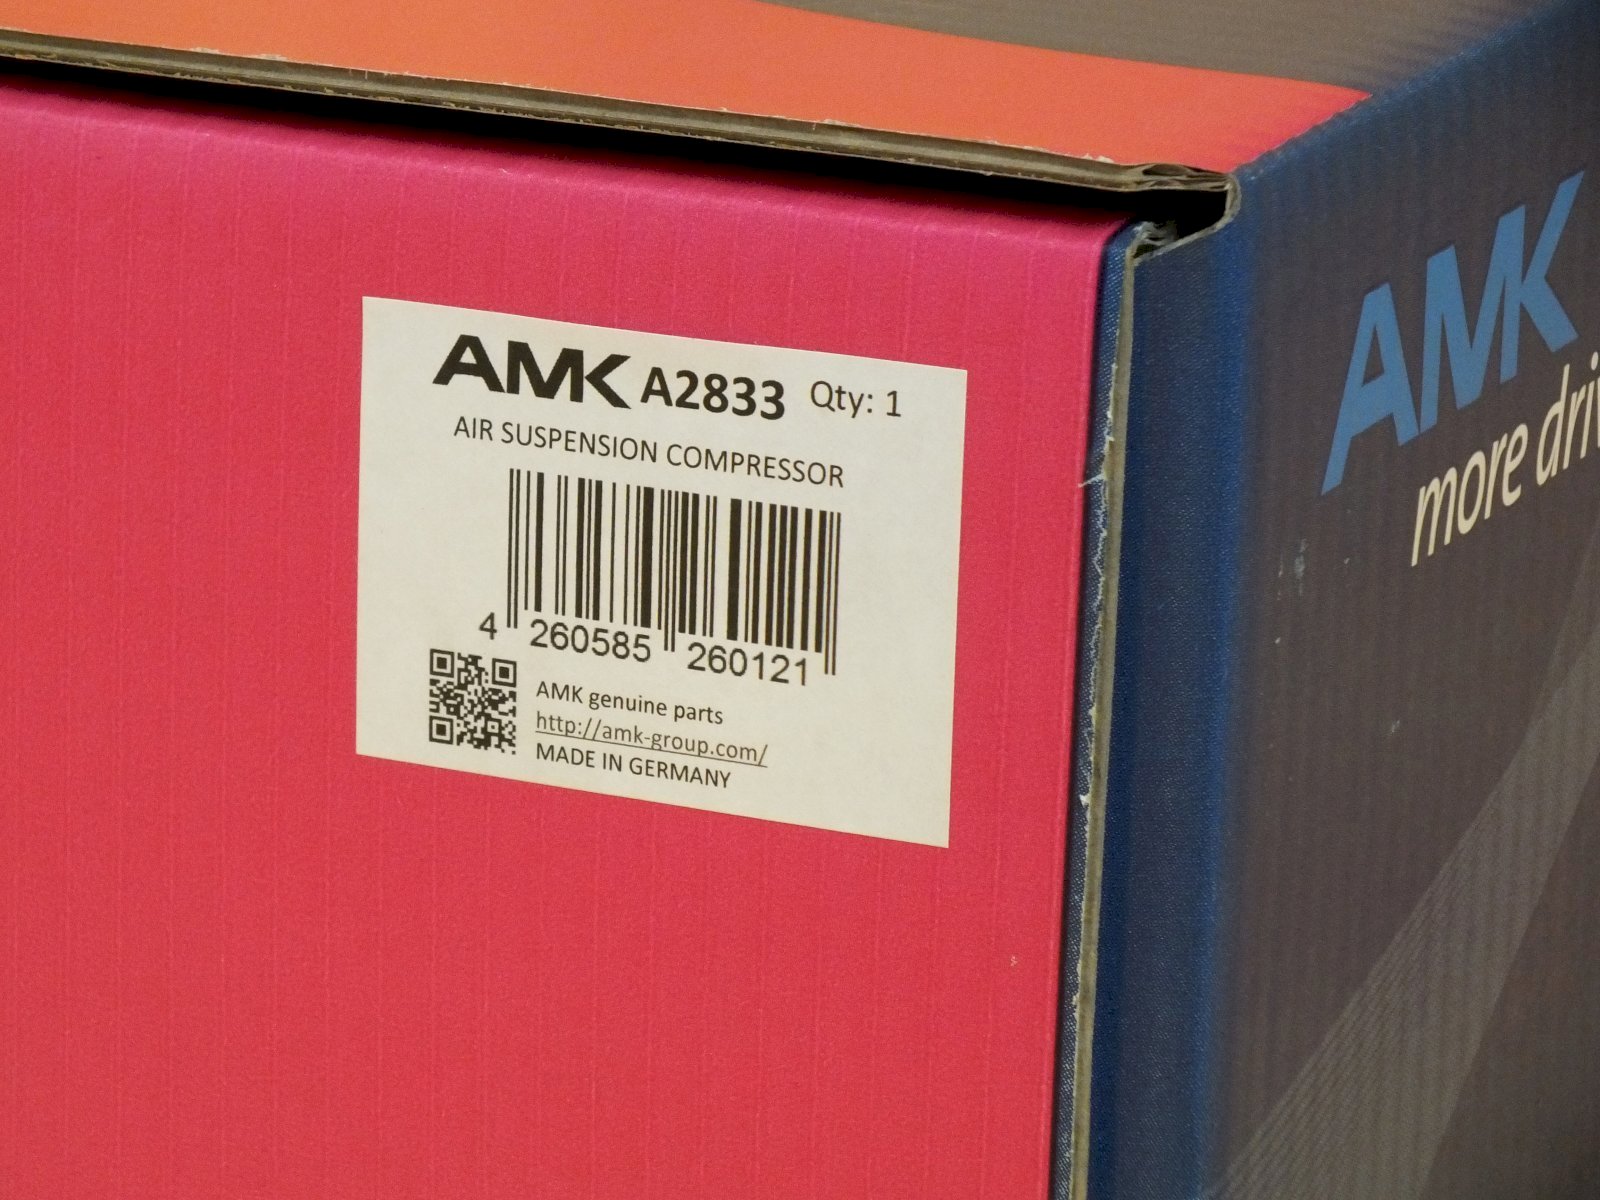 AMK A2833 Qty: 1
AIR SUSPENSION COMPRESSOR
4 260585 260121
AMK genuine parts
http://amk-group.com/
MADE IN GERMANY
AMK
more